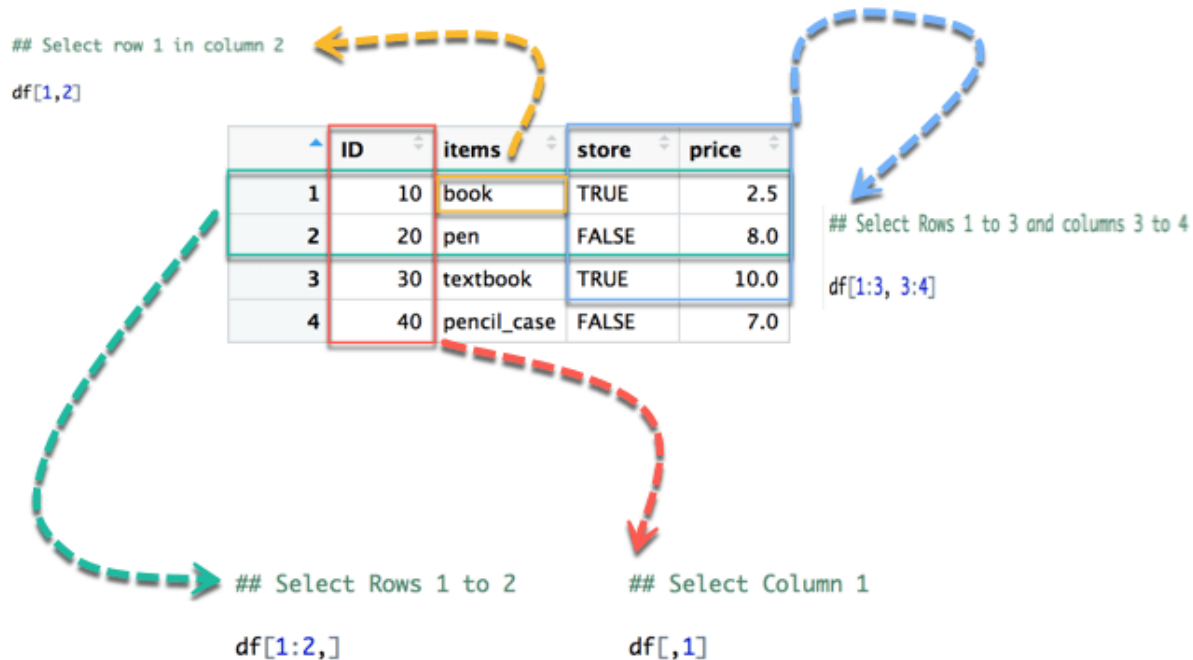 ## Select row 1 in column 2
df[1,2]
ID items store price
1 10 book TRUE 2.5
2 20 pen FALSE 8.0
3 30 textbook TRUE 10.0
4 40 pencil_case FALSE 7.0
## Select Rows 1 to 3 and columns 3 to 4
df[1:3, 3:4]
## Select Rows 1 to 2
df[1:2,]
## Select Column 1
df[,1]